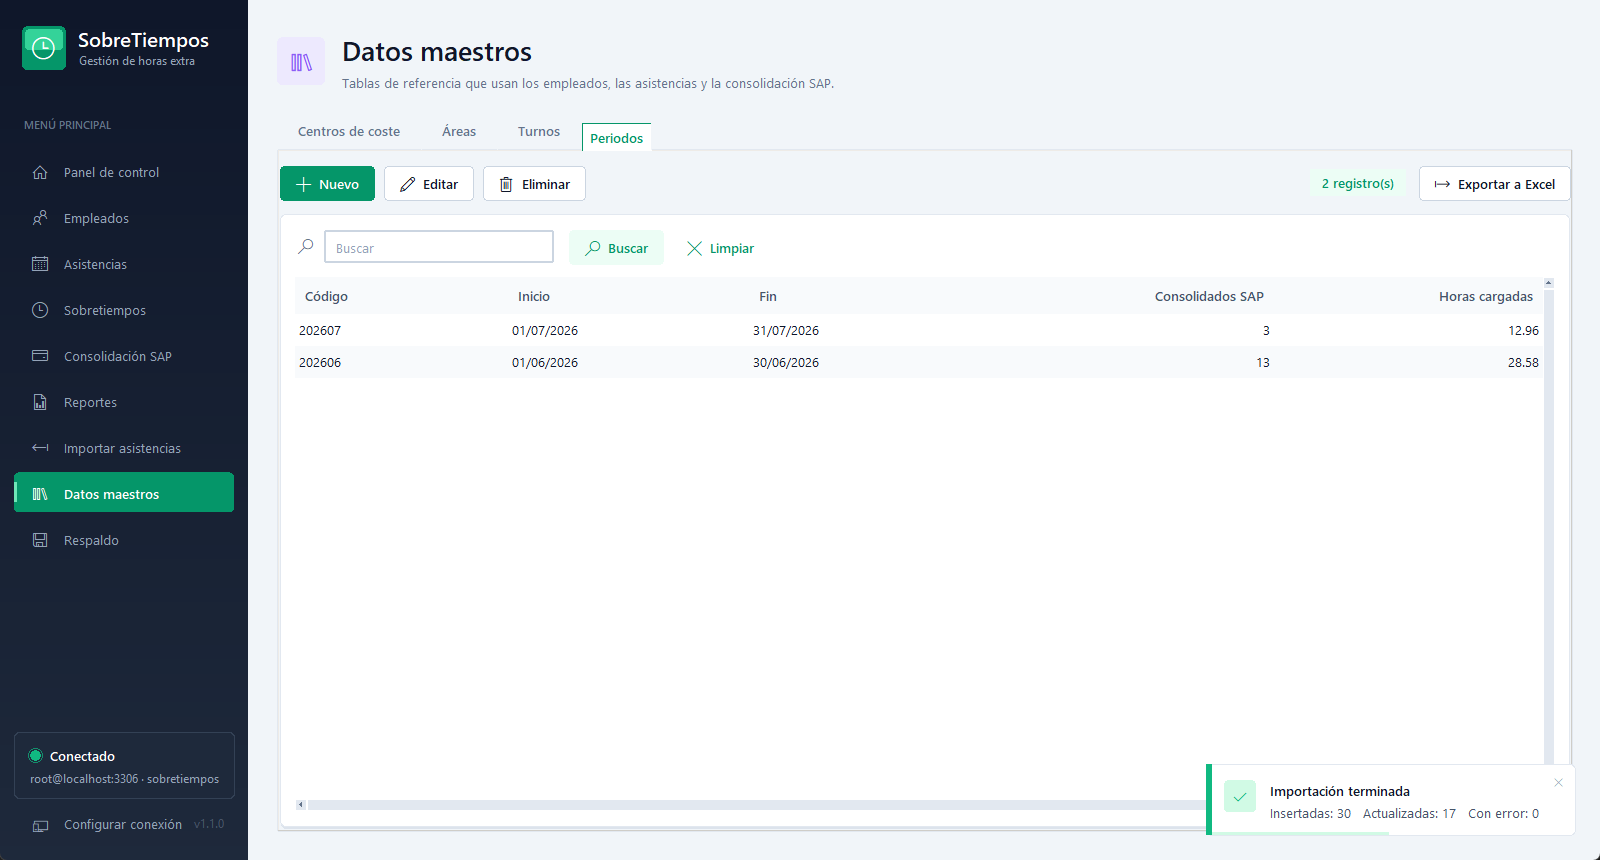 SobreTiempos
Gestión de horas extra
MENÚ PRINCIPAL
Panel de control
Empleados
Asistencias
Sobretiempos
Consolidación SAP
Reportes
Importar asistencias
Datos maestros
Respaldo
Conectado
root@localhost:3306 · sobretiempos
Configurar conexión v1.1.0
Datos maestros
Tablas de referencia que usan los empleados, las asistencias y la consolidación SAP.
Centros de coste Áreas Turnos Periodos
Nuevo Editar Eliminar 2 registro(s) Exportar a Excel
Buscar Buscar Limpiar
Código Inicio Fin Consolidados SAP Horas cargadas
202607 01/07/2026 31/07/2026 3 12.96
202606 01/06/2026 30/06/2026 13 28.58
Importación terminada
Insertadas: 30 Actualizadas: 17 Con error: 0